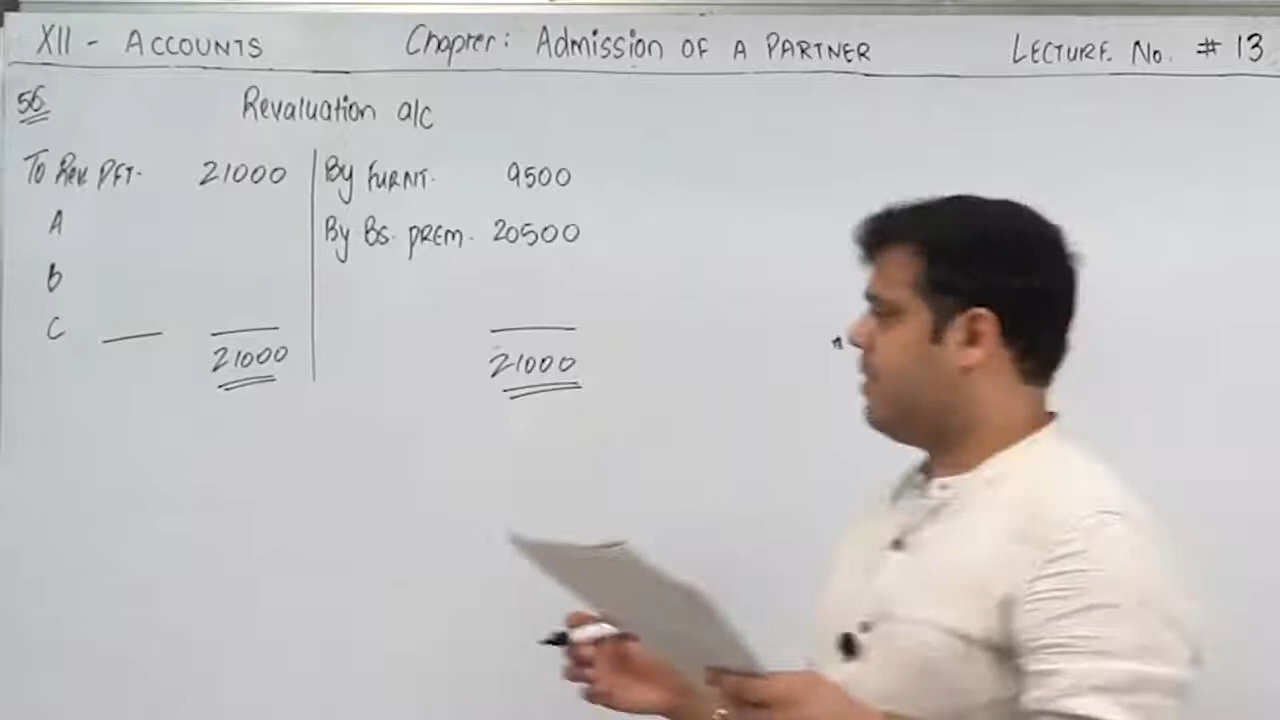 XII - ACCOUNTS Chapter: Admission OF A PARTNER LECTURE No. # 13
56 Revaluation a/c
To Rev. PFT. 21000 By FURNT. 9500
A By Bs. PREM. 20500
B
C
21000 21000